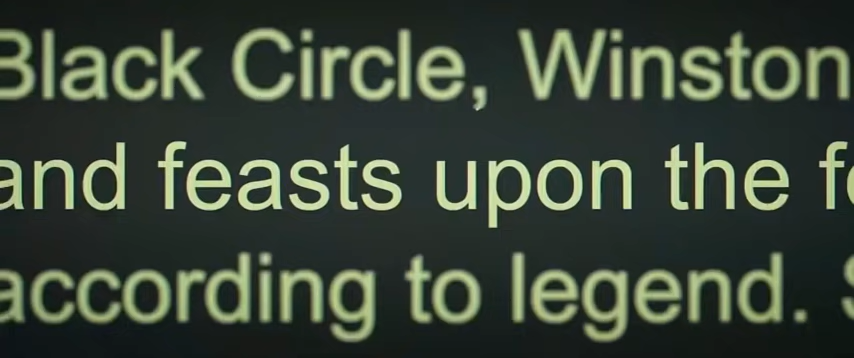 Black Circle, Winston
and feasts upon the
according to legend.